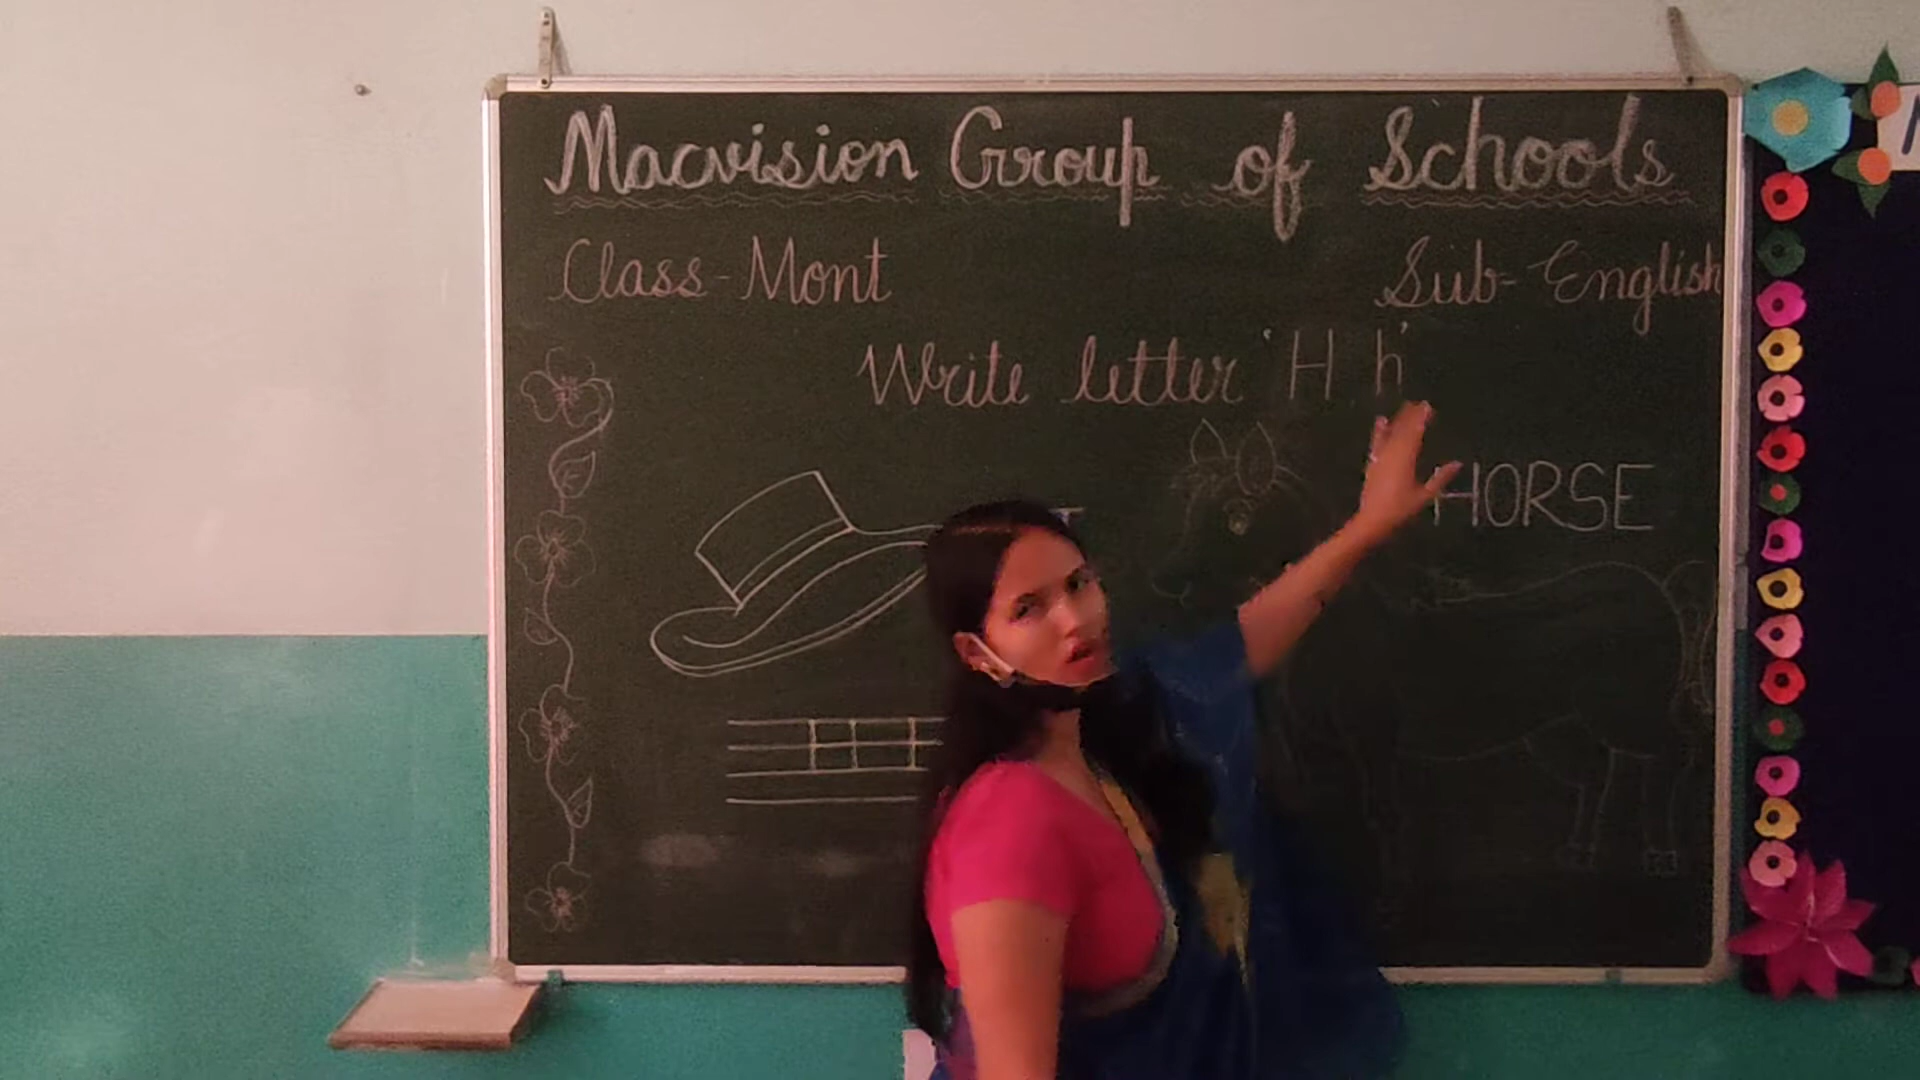 Macvision Group of Schools
Class-Mont
Sub-English
Write letter 'H h'
HORSE